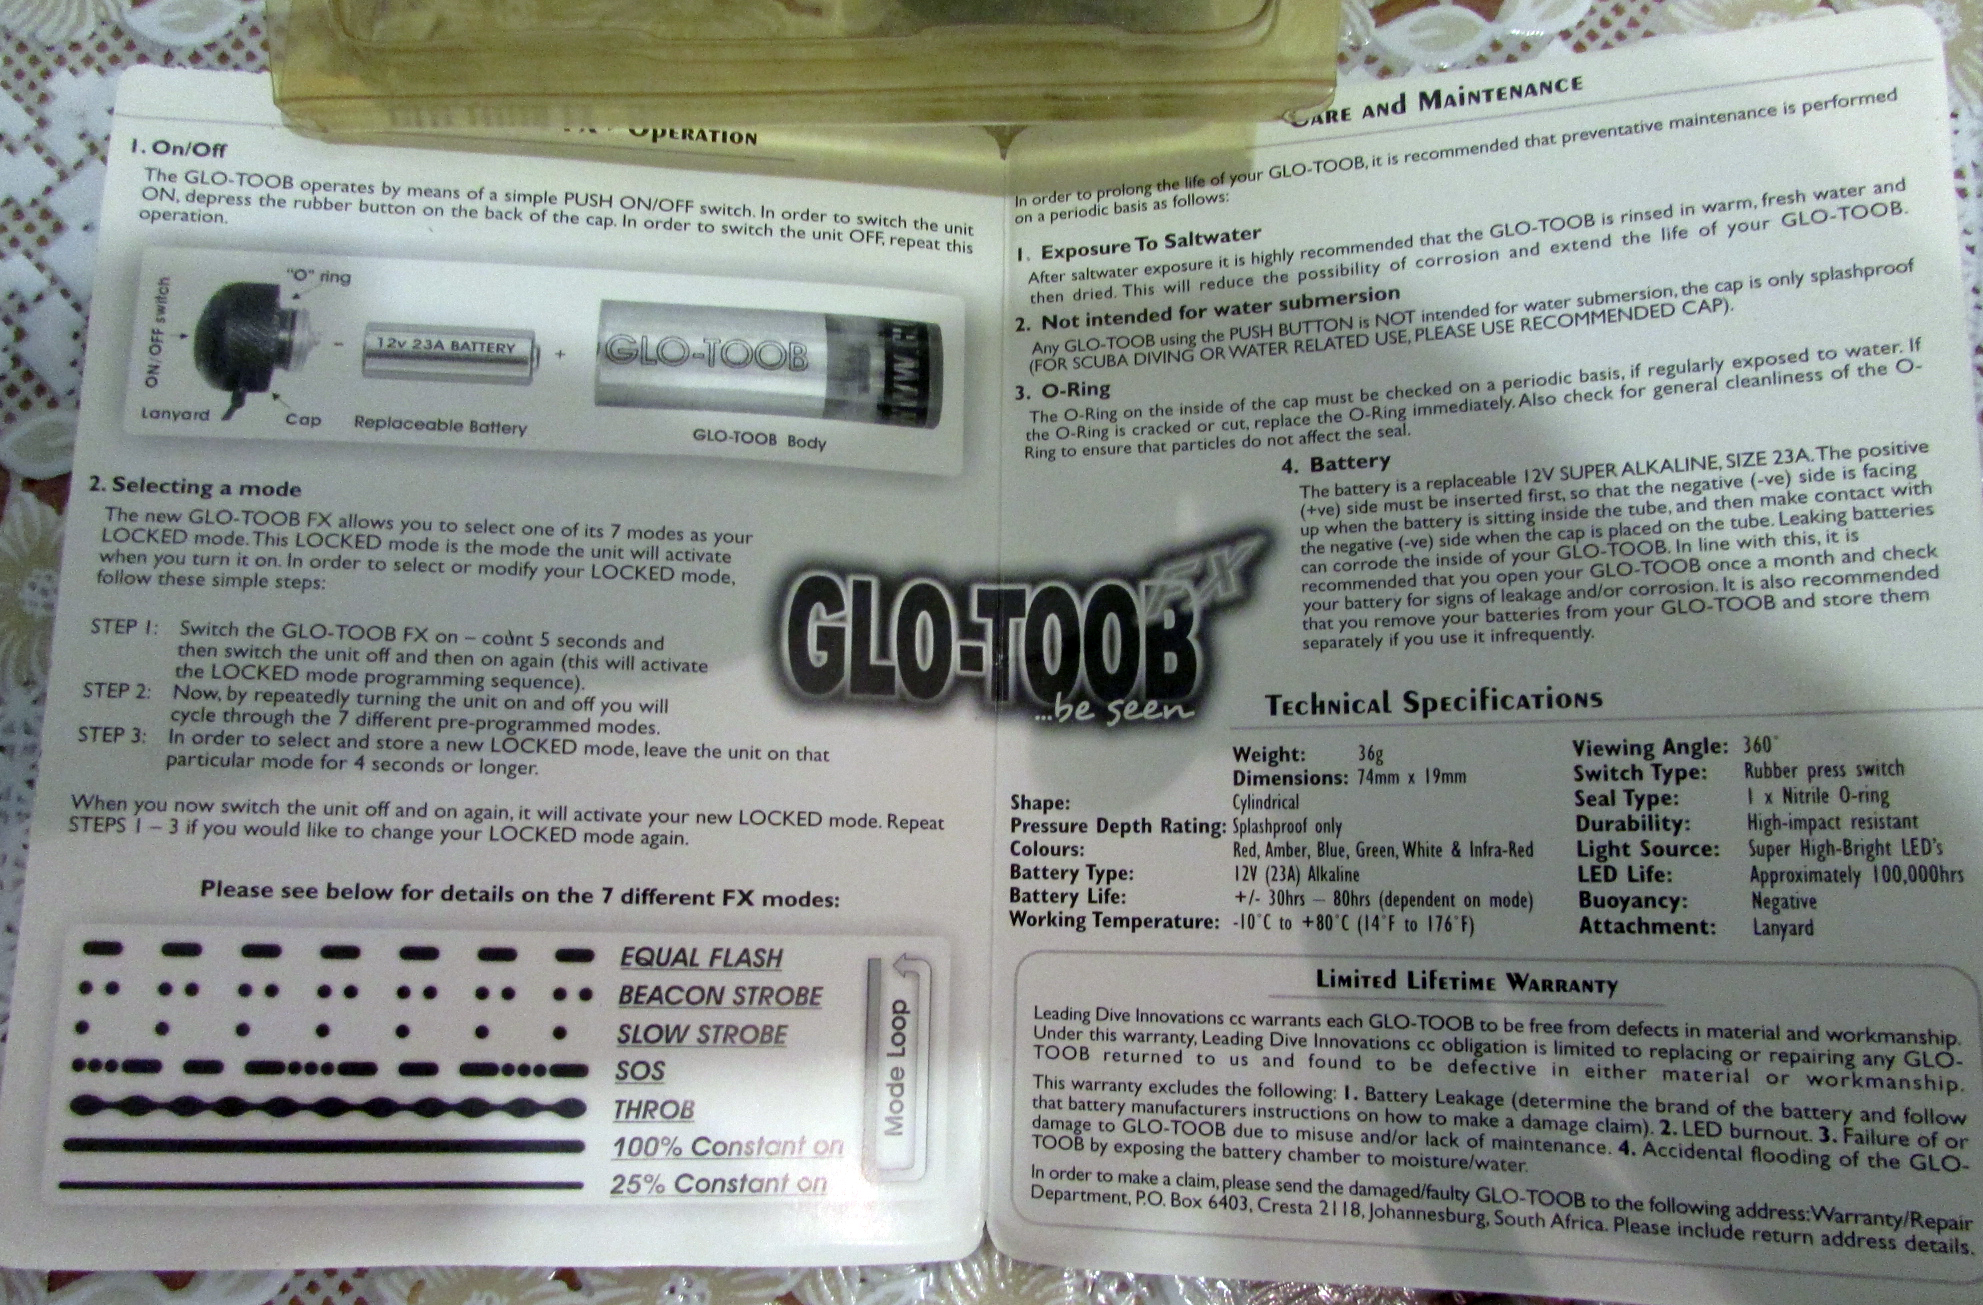 OPERATION
1. On/Off
The GLO-TOOB operates by means of a simple PUSH ON/OFF switch. In order to switch the unit
ON, depress the rubber button on the back of the cap. In order to switch the unit OFF, repeat this
operation.
"O" ring
ON/OFF switch
-
12v 23A BATTERY
+
GLO-TOOB
Lanyard
Cap
Replaceable Battery
GLO-TOOB Body
2. Selecting a mode
The new GLO-TOOB FX allows you to select one of its 7 modes as your
LOCKED mode. This LOCKED mode is the mode the unit will activate
when you turn it on. In order to select or modify your LOCKED mode,
follow these simple steps:
STEP 1: Switch the GLO-TOOB FX on – count 5 seconds and
then switch the unit off and then on again (this will activate
the LOCKED mode programming sequence).
STEP 2: Now, by repeatedly turning the unit on and off you will
cycle through the 7 different pre-programmed modes.
STEP 3: In order to select and store a new LOCKED mode, leave the unit on that
particular mode for 4 seconds or longer.
When you now switch the unit off and on again, it will activate your new LOCKED mode. Repeat
STEPS 1 – 3 if you would like to change your LOCKED mode again.
Please see below for details on the 7 different FX modes:
EQUAL FLASH
BEACON STROBE
SLOW STROBE
SOS
THROB
100% Constant on
25% Constant on
Mode Loop
GLO-TOOB FX
...be seen
CARE AND MAINTENANCE
In order to prolong the life of your GLO-TOOB, it is recommended that preventative maintenance is performed
on a periodic basis as follows:
1. Exposure To Saltwater
After saltwater exposure it is highly recommended that the GLO-TOOB is rinsed in warm, fresh water and
then dried. This will reduce the possibility of corrosion and extend the life of your GLO-TOOB.
2. Not intended for water submersion
Any GLO-TOOB using the PUSH BUTTON is NOT intended for water submersion, the cap is only splashproof
(FOR SCUBA DIVING OR WATER RELATED USE, PLEASE USE RECOMMENDED CAP).
3. O-Ring
The O-Ring on the inside of the cap must be checked on a periodic basis, if regularly exposed to water. If
the O-Ring is cracked or cut, replace the O-Ring immediately. Also check for general cleanliness of the O-
Ring to ensure that particles do not affect the seal.
4. Battery
The battery is a replaceable 12V SUPER ALKALINE, SIZE 23A. The positive
(+ve) side must be inserted first, so that the negative (-ve) side is facing
up when the battery is sitting inside the tube, and then make contact with
the negative (-ve) side when the cap is placed on the tube. Leaking batteries
can corrode the inside of your GLO-TOOB. In line with this, it is
recommended that you open your GLO-TOOB once a month and check
your battery for signs of leakage and/or corrosion. It is also recommended
that you remove your batteries from your GLO-TOOB and store them
separately if you use it infrequently.
TECHNICAL SPECIFICATIONS
Weight: 36g
Dimensions: 74mm x 19mm
Shape: Cylindrical
Pressure Depth Rating: Splashproof only
Colours: Red, Amber, Blue, Green, White & Infra-Red
Battery Type: 12V (23A) Alkaline
Battery Life: +/- 30hrs – 80hrs (dependent on mode)
Working Temperature: -10°C to +80°C (14°F to 176°F)
Viewing Angle: 360°
Switch Type: Rubber press switch
Seal Type: 1 x Nitrile O-ring
Durability: High-impact resistant
Light Source: Super High-Bright LED's
LED Life: Approximately 100,000hrs
Buoyancy: Negative
Attachment: Lanyard
LIMITED LIFETIME WARRANTY
Leading Dive Innovations cc warrants each GLO-TOOB to be free from defects in material and workmanship.
Under this warranty, Leading Dive Innovations cc obligation is limited to replacing or repairing any GLO-
TOOB returned to us and found to be defective in either material or workmanship.
This warranty excludes the following: 1. Battery Leakage (determine the brand of the battery and follow
that battery manufacturers instructions on how to make a damage claim). 2. LED burnout. 3. Failure of or
damage to GLO-TOOB due to misuse and/or lack of maintenance. 4. Accidental flooding of the GLO-
TOOB by exposing the battery chamber to moisture/water.
In order to make a claim, please send the damaged/faulty GLO-TOOB to the following address: Warranty/Repair
Department, P.O. Box 6403, Cresta 2118, Johannesburg, South Africa. Please include return address details.